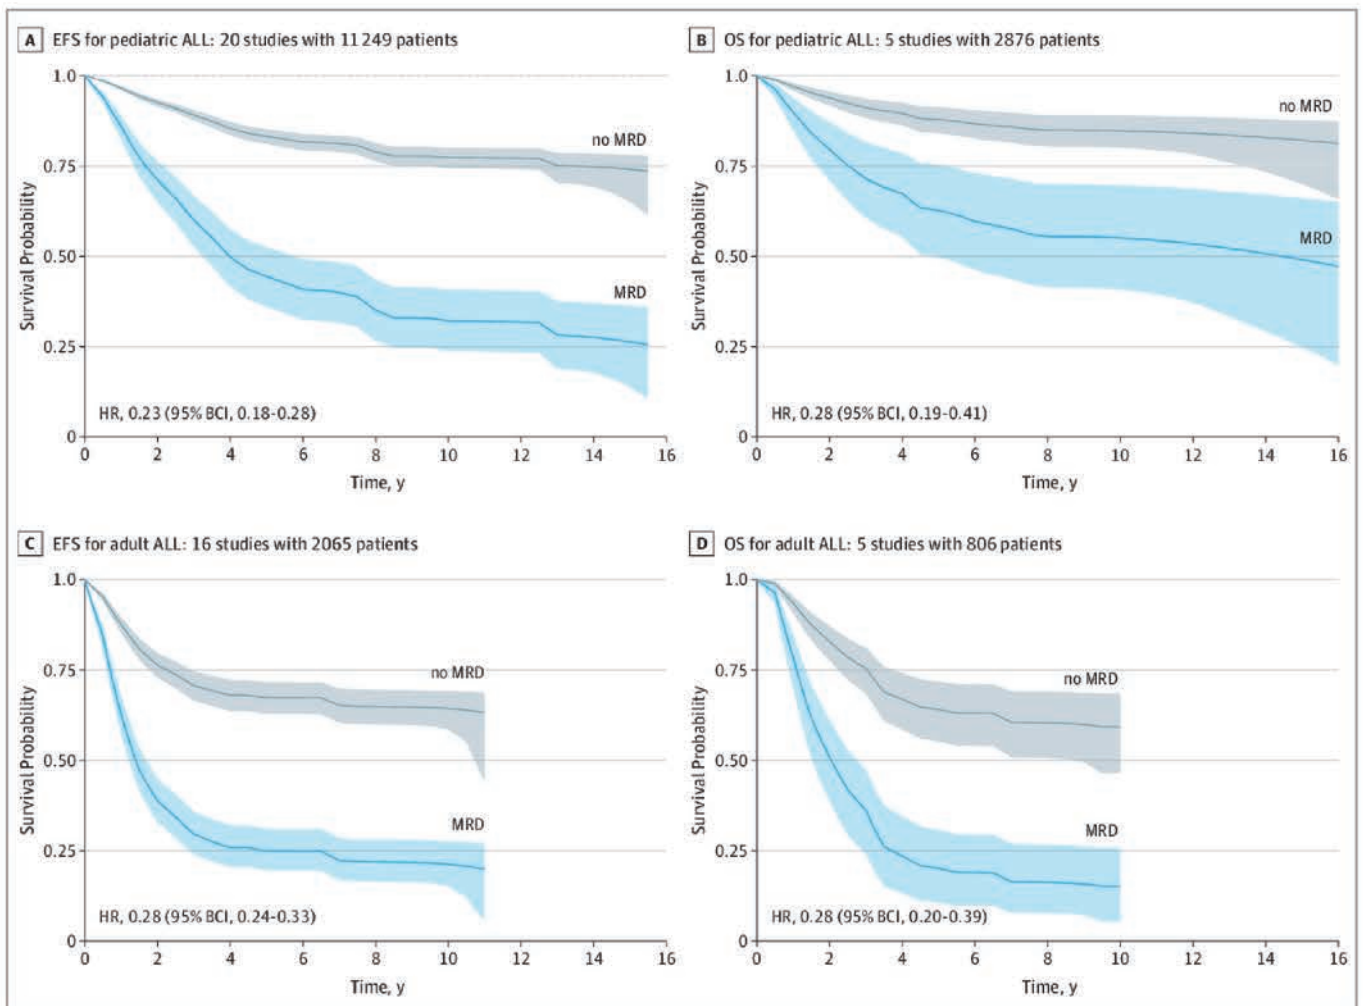 A EFS for pediatric ALL: 20 studies with 11 249 patients
1.0
0.75
0.50
0.25
0
Survival Probability
no MRD
MRD
HR, 0.23 (95% BCI, 0.18-0.28)
0 2 4 6 8 10 12 14 16
Time, y
B OS for pediatric ALL: 5 studies with 2876 patients
1.0
0.75
0.50
0.25
0
Survival Probability
no MRD
MRD
HR, 0.28 (95% BCI, 0.19-0.41)
0 2 4 6 8 10 12 14 16
Time, y
C EFS for adult ALL: 16 studies with 2065 patients
1.0
0.75
0.50
0.25
0
Survival Probability
no MRD
MRD
HR, 0.28 (95% BCI, 0.24-0.33)
0 2 4 6 8 10 12 14 16
Time, y
D OS for adult ALL: 5 studies with 806 patients
1.0
0.75
0.50
0.25
0
Survival Probability
no MRD
MRD
HR, 0.28 (95% BCI, 0.20-0.39)
0 2 4 6 8 10 12 14 16
Time, y